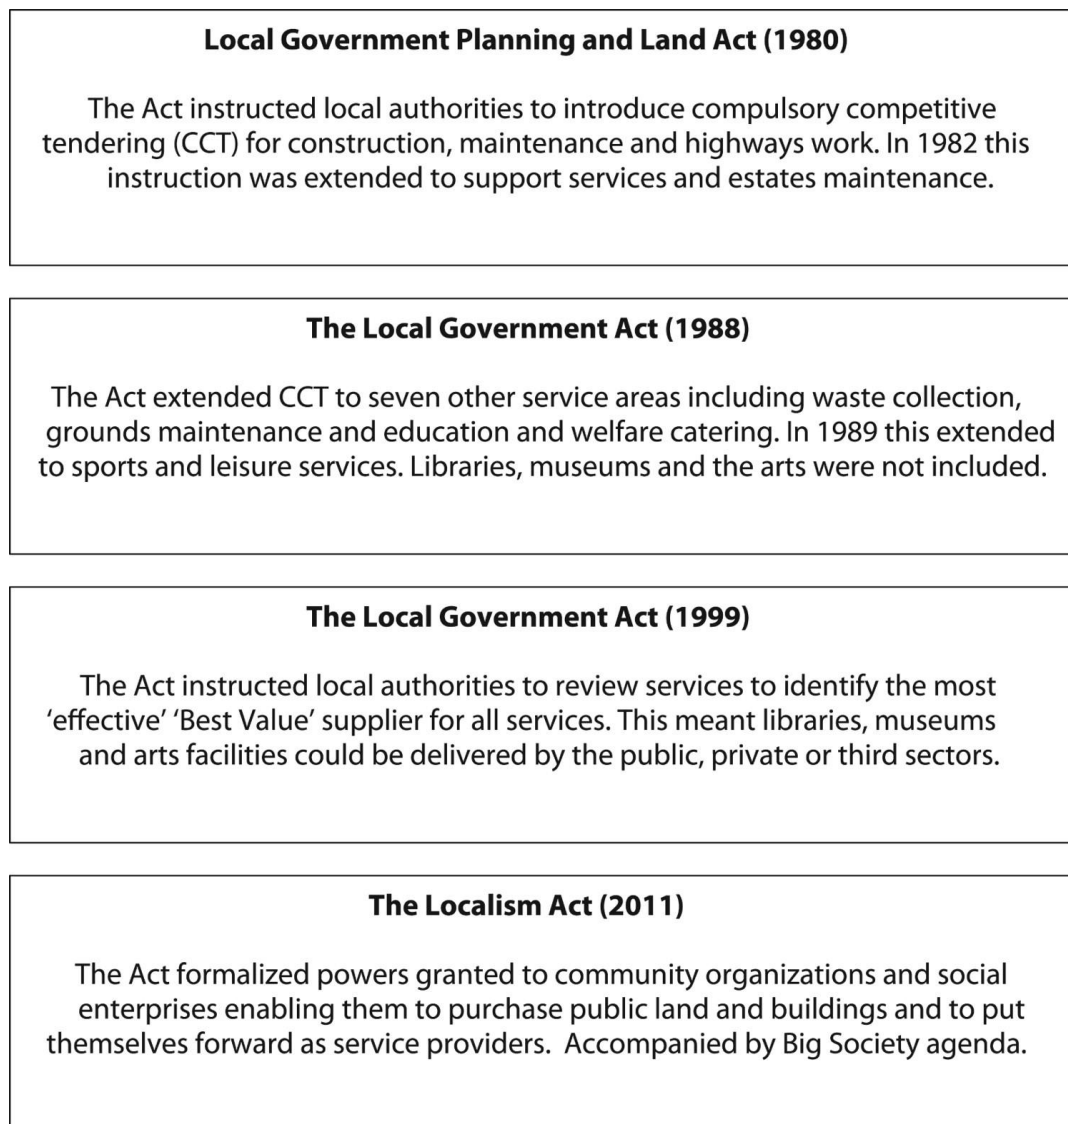 Local Government Planning and Land Act (1980)
The Act instructed local authorities to introduce compulsory competitive
tendering (CCT) for construction, maintenance and highways work. In 1982 this
instruction was extended to support services and estates maintenance.
The Local Government Act (1988)
The Act extended CCT to seven other service areas including waste collection,
grounds maintenance and education and welfare catering. In 1989 this extended
to sports and leisure services. Libraries, museums and the arts were not included.
The Local Government Act (1999)
The Act instructed local authorities to review services to identify the most
‘effective’ ‘Best Value’ supplier for all services. This meant libraries, museums
and arts facilities could be delivered by the public, private or third sectors.
The Localism Act (2011)
The Act formalized powers granted to community organizations and social
enterprises enabling them to purchase public land and buildings and to put
themselves forward as service providers.  Accompanied by Big Society agenda.